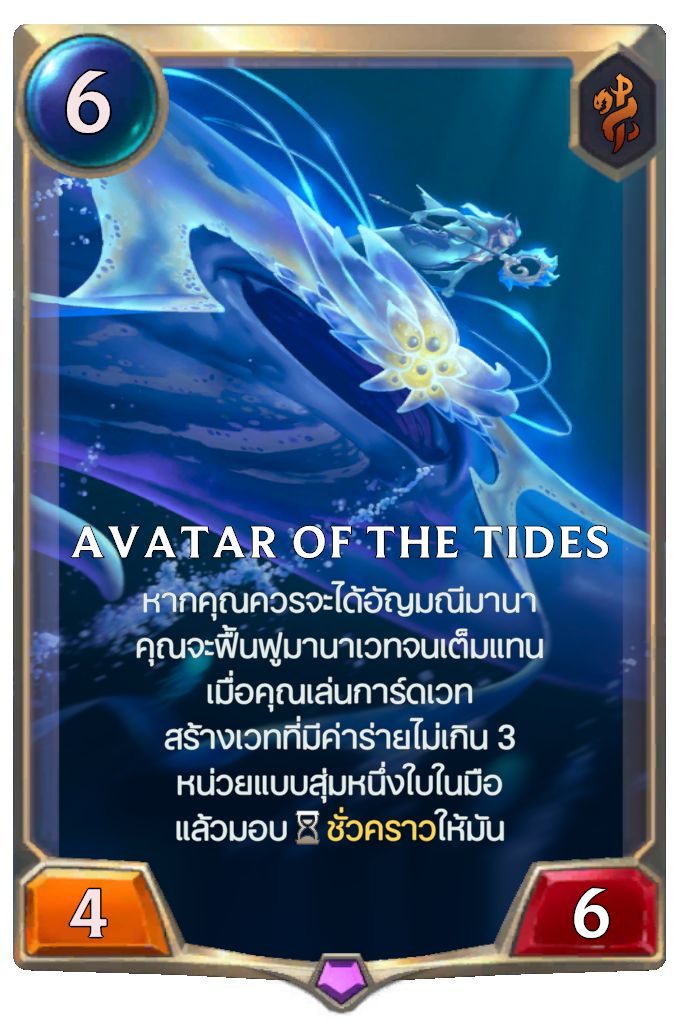 6
AVATAR OF THE TIDES
หากคุณควรจะได้อัญมณีมานา
คุณจะฟื้นฟูมานาเวทจนเต็มแทน
เมื่อคุณเล่นการ์ดเวท
สร้างเวทที่มีค่าร่ายไม่เกิน 3
หน่วยแบบสุ่มหนึ่งใบในมือ
แล้วมอบ ชั่วคราวให้มัน
4
6